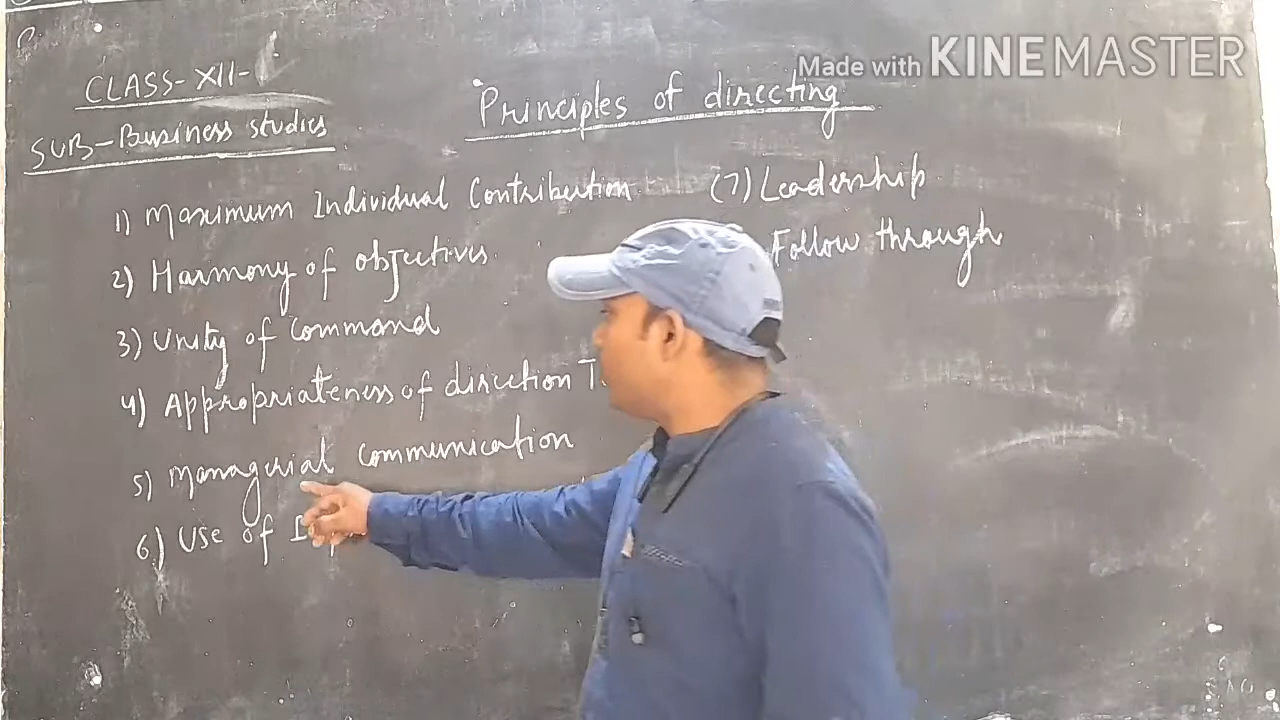 Made with KINEMASTER
CLASS-XII-
SUB-Business studies
Principles of directing
1) Maximum Individual Contribution
2) Harmony of objectives
3) Unity of Command
4) Appropriateness of direction
5) Managerial communication
6) Use of
(7) Leadership
Follow through